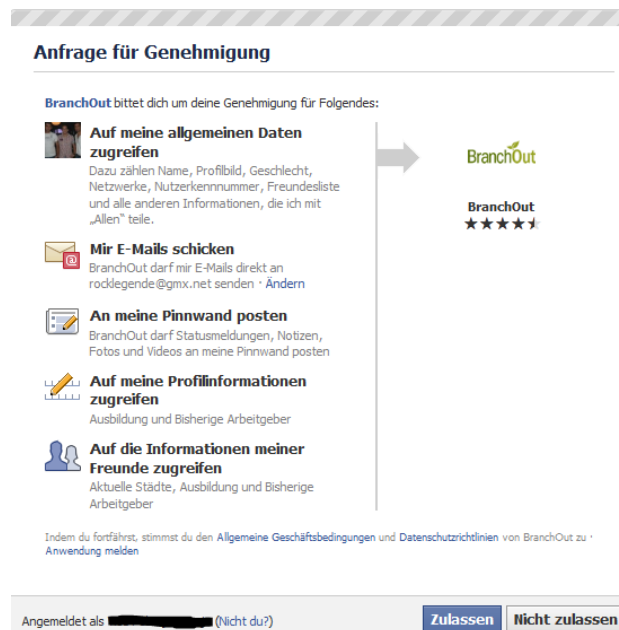 Anfrage für Genehmigung
BranchOut bittet dich um deine Genehmigung für Folgendes:
Auf meine allgemeinen Daten
zugreifen
Dazu zählen Name, Profilbild, Geschlecht,
Netzwerke, Nutzerkennnummer, Freundesliste
und alle anderen Informationen, die ich mit
„Allen" teile.
BranchOut
BranchOut
Mir E-Mails schicken
BranchOut darf mir E-Mails direkt an
rocklegende@gmx.net senden · Ändern
An meine Pinnwand posten
BranchOut darf Statusmeldungen, Notizen,
Fotos und Videos an meine Pinnwand posten
Auf meine Profilinformationen
zugreifen
Ausbildung und Bisherige Arbeitgeber
Auf die Informationen meiner
Freunde zugreifen
Aktuelle Städte, Ausbildung und Bisherige
Arbeitgeber
Indem du fortfährst, stimmst du den Allgemeine Geschäftsbedingungen und Datenschutzrichtlinien von BranchOut zu ·
Anwendung melden
Angemeldet als (Nicht du?)
Zulassen
Nicht zulassen